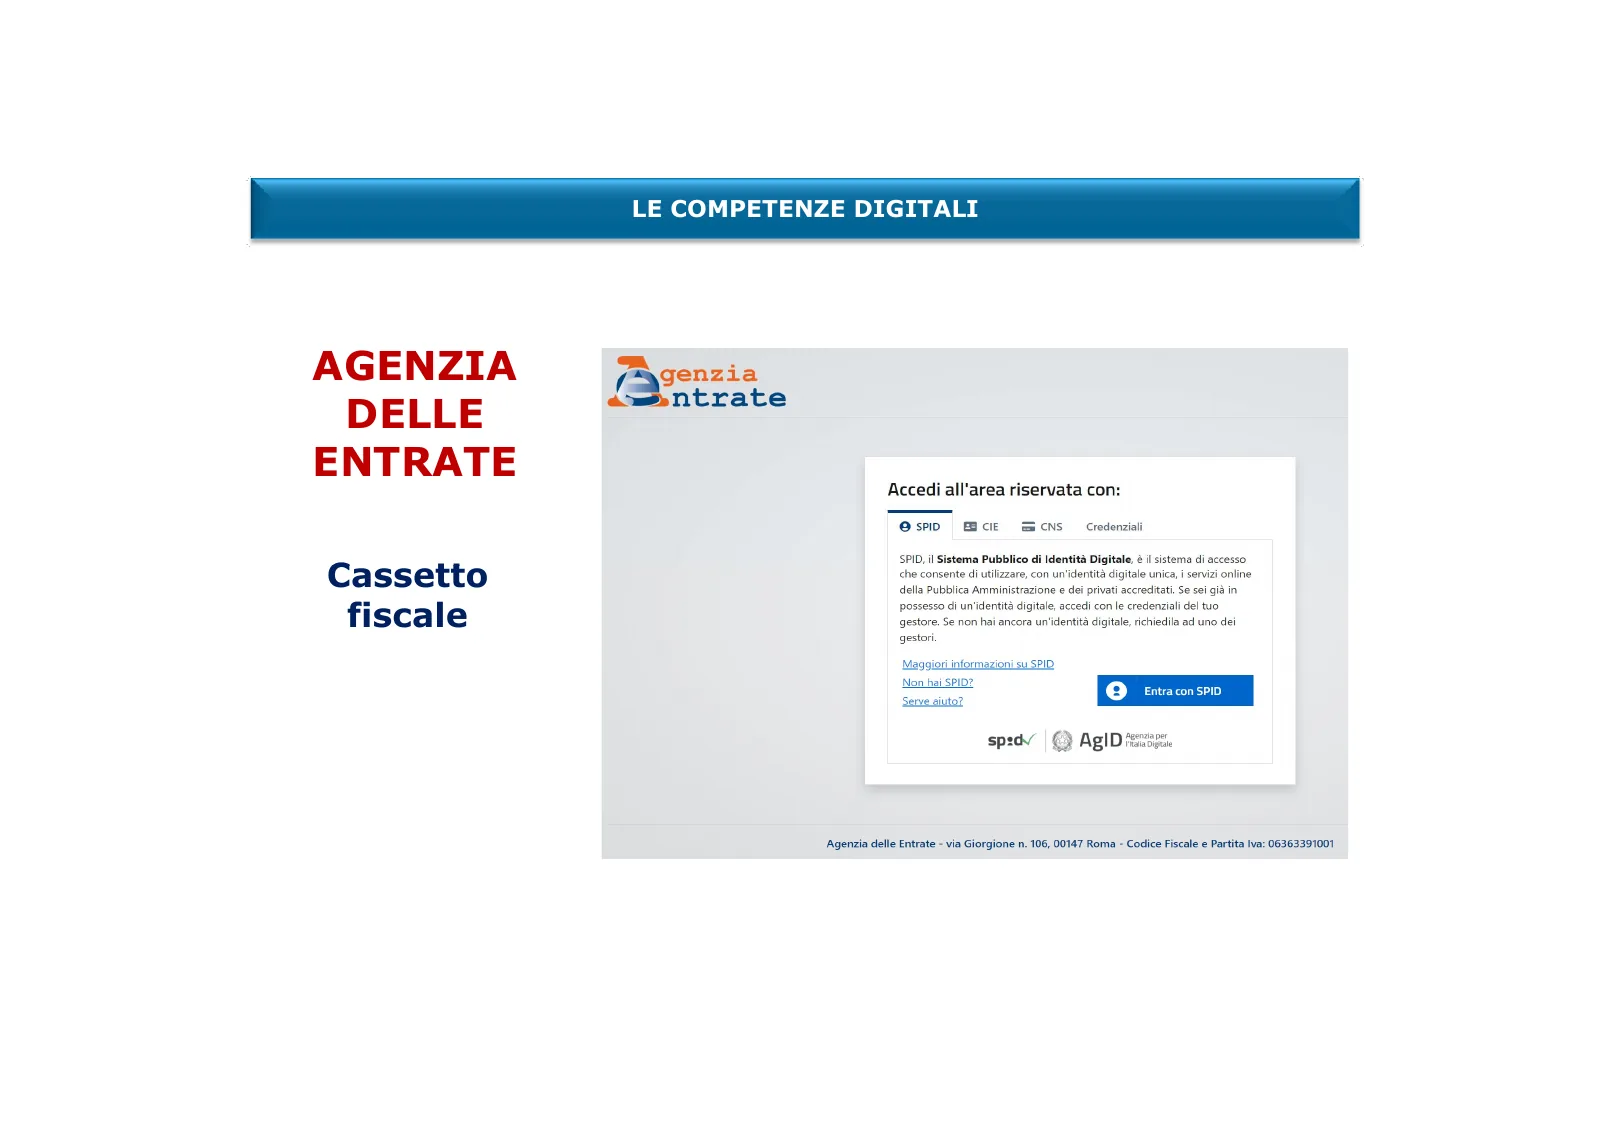 LE COMPETENZE DIGITALI
AGENZIA
DELLE
ENTRATE
Cassetto
fiscale
Agenzia
Entrate
Accedi all'area riservata con:
SPID CIE CNS Credenziali
SPID, il Sistema Pubblico di Identità Digitale, è il sistema di accesso
che consente di utilizzare, con un'identità digitale unica, i servizi online
della Pubblica Amministrazione e dei privati accreditati. Se sei già in
possesso di un'identità digitale, accedi con le credenziali del tuo
gestore. Se non hai ancora un'identità digitale, richiedila ad uno dei
gestori.
Maggiori informazioni su SPID
Non hai SPID?
Serve aiuto?
Entra con SPID
spid AgID Agenzia per
l'Italia Digitale
Agenzia delle Entrate - via Giorgione n. 106, 00147 Roma - Codice Fiscale e Partita Iva: 06363391001